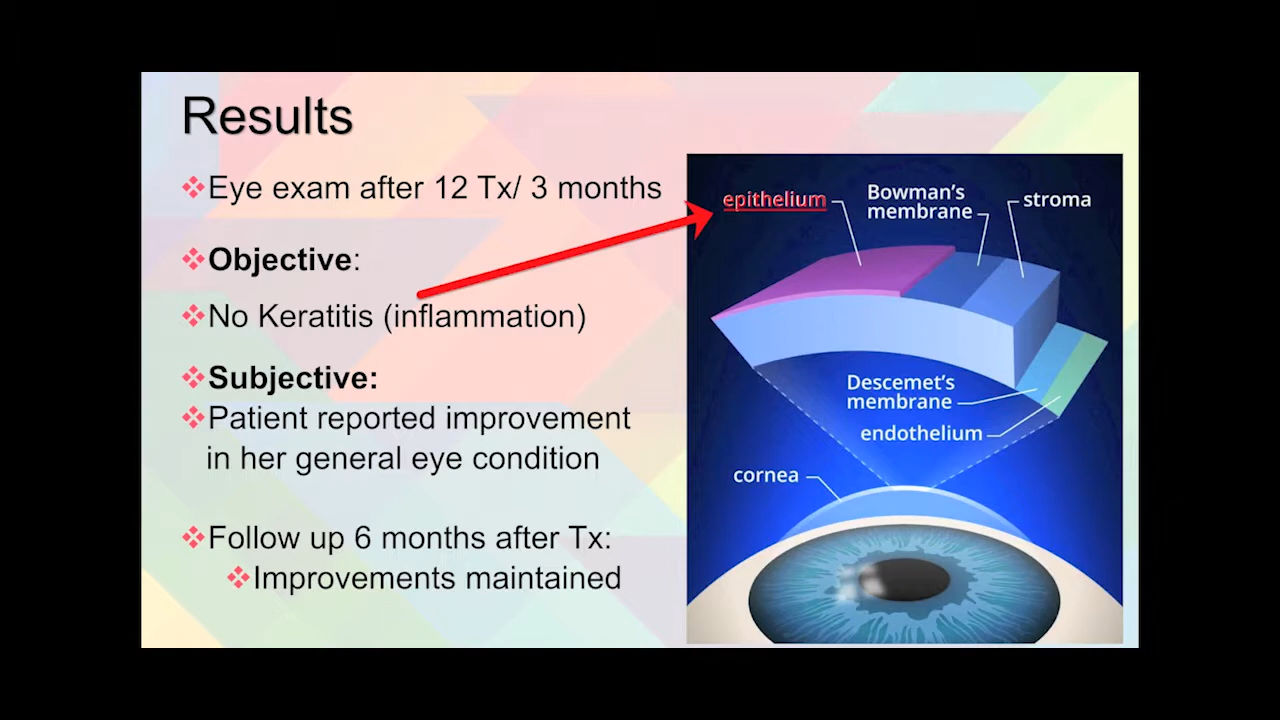 Results
Eye exam after 12 Tx/ 3 months
Objective:
No Keratitis (inflammation)
Subjective:
Patient reported improvement
in her general eye condition
Follow up 6 months after Tx:
Improvements maintained
epithelium
Bowman's
membrane
stroma
Descemet's
membrane
endothelium
cornea